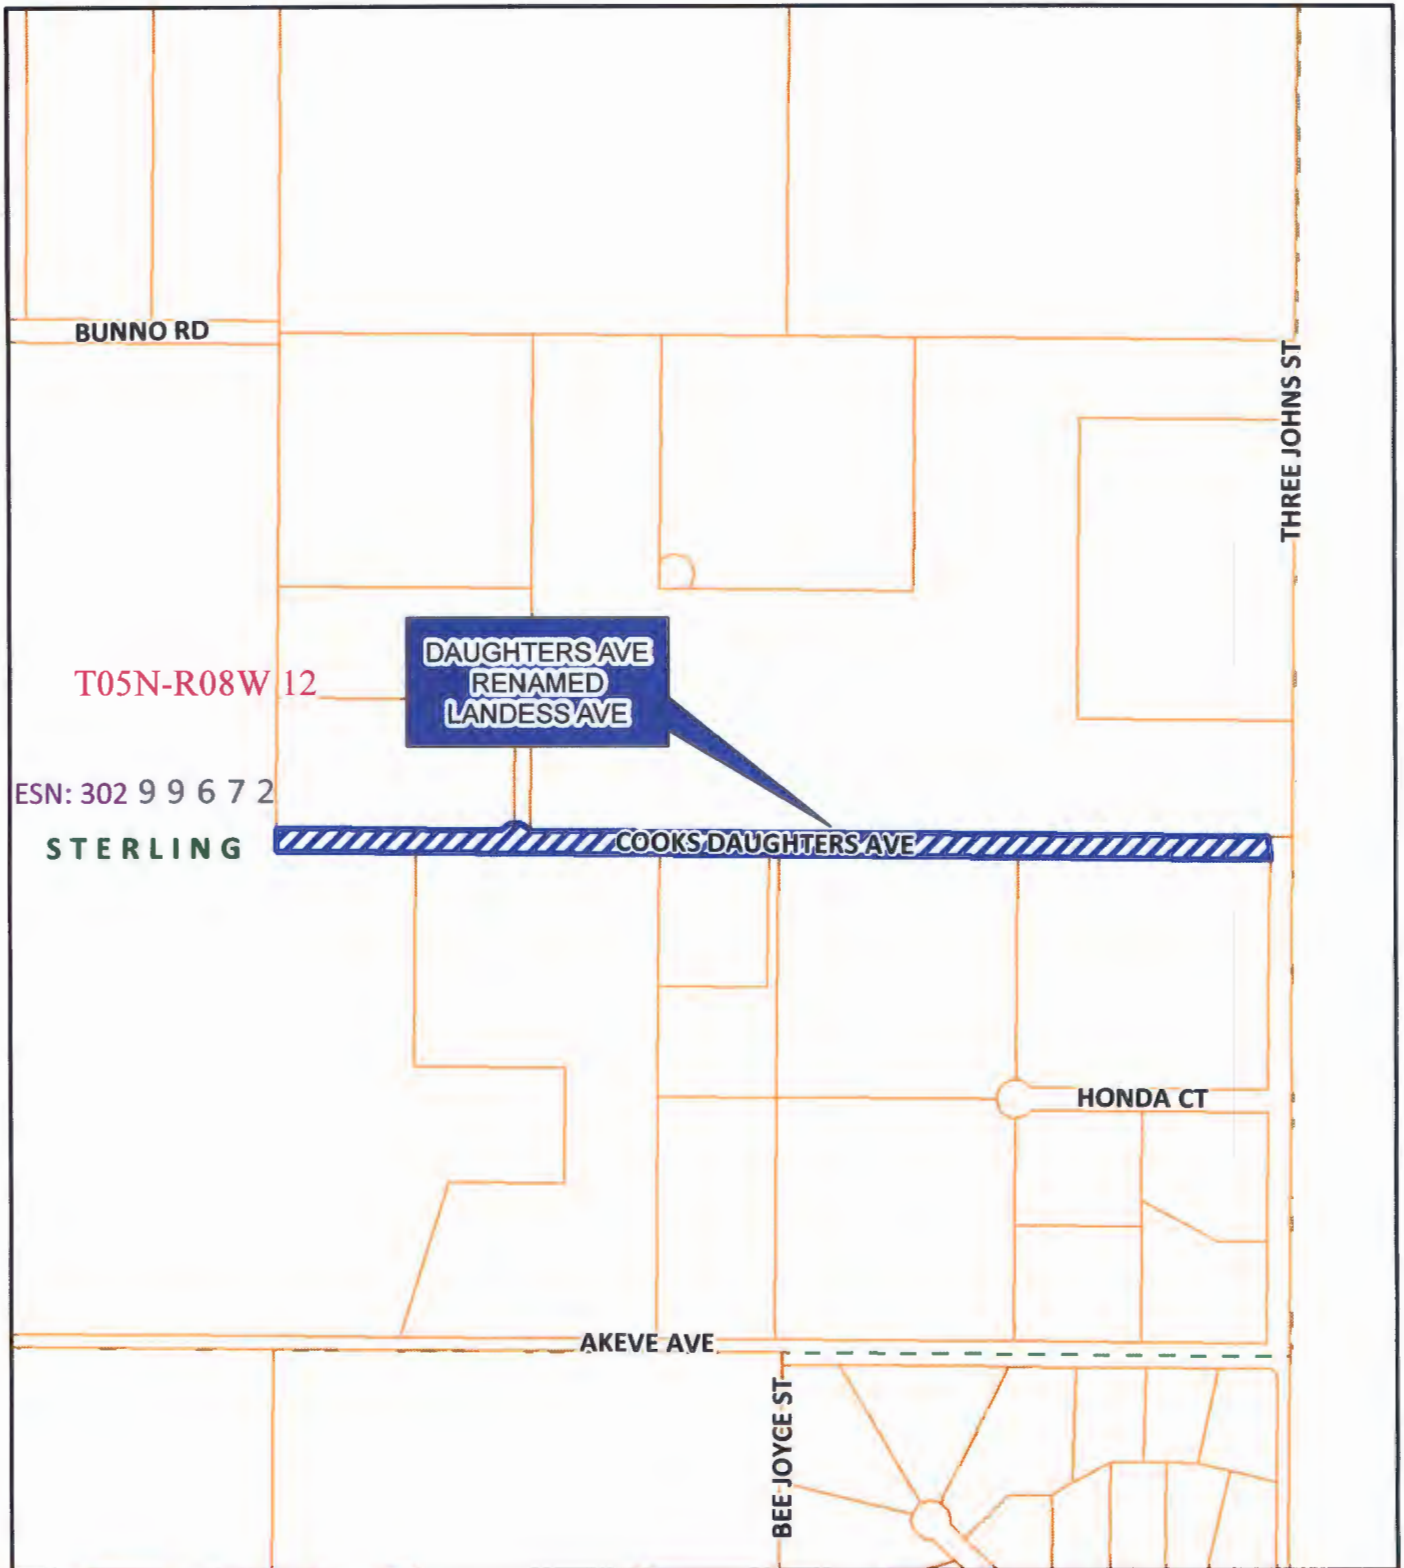 BUNNO RD
THREE JOHNS ST
DAUGHTERS AVE
RENAMED
LANDESS AVE
T05N-R08W 12
ESN: 302 9 9 6 7 2
STERLING
COOKS DAUGHTERS AVE
HONDA CT
AKEVE AVE
BEE JOYCE ST